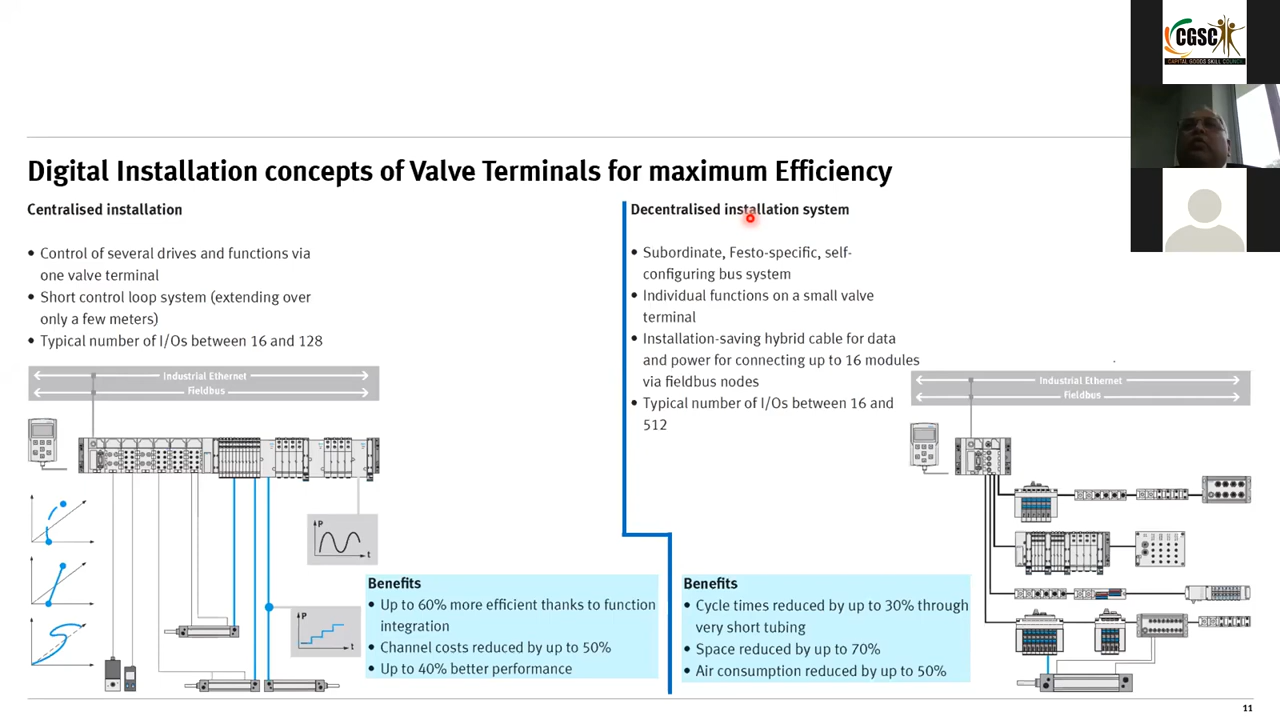 CGSC
CAPITAL GOODS SKILL COUNCIL
Digital Installation concepts of Valve Terminals for maximum Efficiency
Centralised installation
• Control of several drives and functions via
one valve terminal
• Short control loop system (extending over
only a few meters)
• Typical number of I/Os between 16 and 128
Industrial Ethernet
Fieldbus
P
t
P
t
Benefits
• Up to 60% more efficient thanks to function
integration
• Channel costs reduced by up to 50%
• Up to 40% better performance
Decentralised installation system
• Subordinate, Festo-specific, self-
configuring bus system
• Individual functions on a small valve
terminal
• Installation-saving hybrid cable for data
and power for connecting up to 16 modules
via fieldbus nodes
• Typical number of I/Os between 16 and
512
Industrial Ethernet
Fieldbus
Benefits
• Cycle times reduced by up to 30% through
very short tubing
• Space reduced by up to 70%
• Air consumption reduced by up to 50%
11